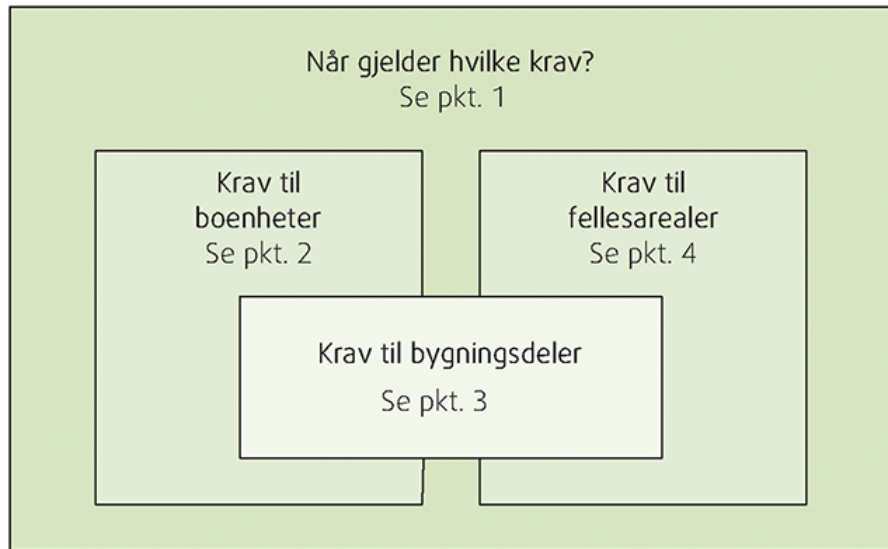 Når gjelder hvilke krav?
Se pkt. 1
Krav til
boenheter
Se pkt. 2
Krav til
fellesarealer
Se pkt. 4
Krav til bygningsdeler
Se pkt. 3